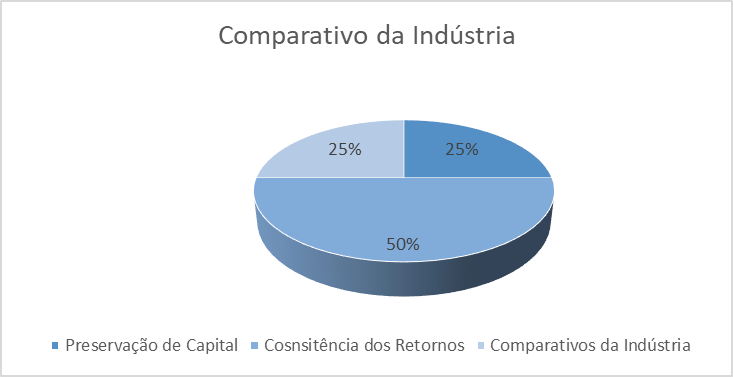 Comparativo da Indústria
25% 25%
50%
Preservação de Capital Cosnsitência dos Retornos Comparativos da Indústria